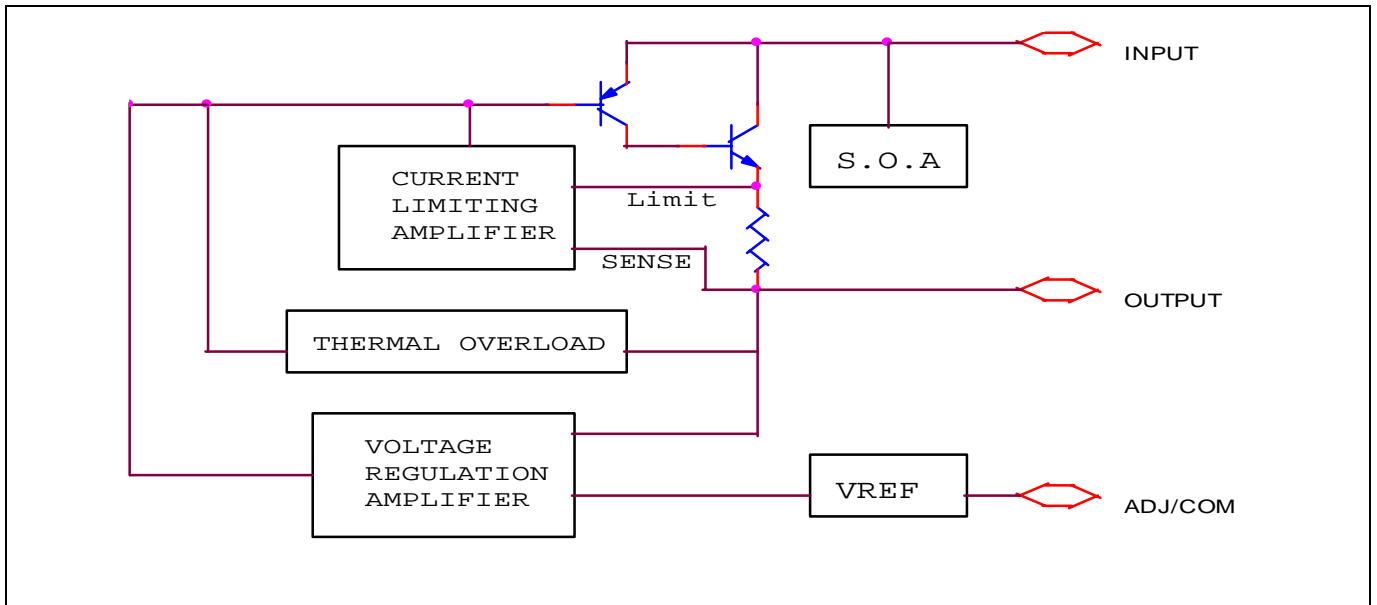 INPUT
S.O.A
CURRENT
LIMITING
AMPLIFIER
Limit
SENSE
OUTPUT
THERMAL OVERLOAD
VOLTAGE
REGULATION
AMPLIFIER
VREF
ADJ/COM